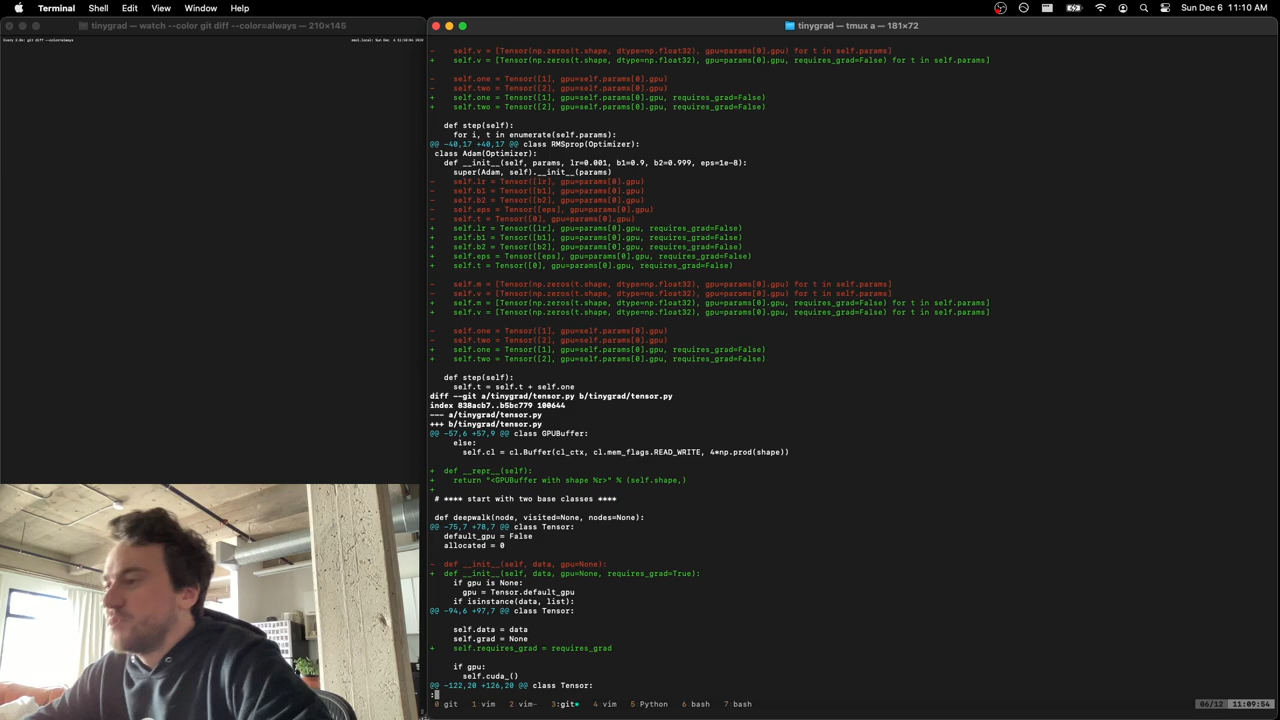 Terminal Shell Edit View Window Help
Sun Dec 6 11:10 AM
tinygrad — watch --color git diff --color=always — 210×145
tinygrad — tmux a — 181×72
Every 2.0s: git diff --color=always
- self.v = [Tensor(np.zeros(t.shape, dtype=np.float32), gpu=params[0].gpu) for t in self.params]
+ self.v = [Tensor(np.zeros(t.shape, dtype=np.float32), gpu=params[0].gpu, requires_grad=False) for t in self.params]
- self.one = Tensor([1], gpu=self.params[0].gpu)
- self.two = Tensor([2], gpu=self.params[0].gpu)
+ self.one = Tensor([1], gpu=self.params[0].gpu, requires_grad=False)
+ self.two = Tensor([2], gpu=self.params[0].gpu, requires_grad=False)
def step(self):
for i, t in enumerate(self.params):
@@ -40,17 +40,17 @@ class RMSprop(Optimizer):
class Adam(Optimizer):
def __init__(self, params, lr=0.001, b1=0.9, b2=0.999, eps=1e-8):
super(Adam, self).__init__(params)
- self.lr = Tensor([lr], gpu=params[0].gpu)
- self.b1 = Tensor([b1], gpu=params[0].gpu)
- self.b2 = Tensor([b2], gpu=params[0].gpu)
- self.eps = Tensor([eps], gpu=params[0].gpu)
- self.t = Tensor([0], gpu=params[0].gpu)
+ self.lr = Tensor([lr], gpu=params[0].gpu, requires_grad=False)
+ self.b1 = Tensor([b1], gpu=params[0].gpu, requires_grad=False)
+ self.b2 = Tensor([b2], gpu=params[0].gpu, requires_grad=False)
+ self.eps = Tensor([eps], gpu=params[0].gpu, requires_grad=False)
+ self.t = Tensor([0], gpu=params[0].gpu, requires_grad=False)
- self.m = [Tensor(np.zeros(t.shape, dtype=np.float32), gpu=params[0].gpu) for t in self.params]
- self.v = [Tensor(np.zeros(t.shape, dtype=np.float32), gpu=params[0].gpu) for t in self.params]
+ self.m = [Tensor(np.zeros(t.shape, dtype=np.float32), gpu=params[0].gpu, requires_grad=False) for t in self.params]
+ self.v = [Tensor(np.zeros(t.shape, dtype=np.float32), gpu=params[0].gpu, requires_grad=False) for t in self.params]
- self.one = Tensor([1], gpu=self.params[0].gpu)
- self.two = Tensor([2], gpu=self.params[0].gpu)
+ self.one = Tensor([1], gpu=self.params[0].gpu, requires_grad=False)
+ self.two = Tensor([2], gpu=self.params[0].gpu, requires_grad=False)
def step(self):
self.t = self.t + self.one
diff --git a/tinygrad/tensor.py b/tinygrad/tensor.py
index 838acb7..b5bc779 100644
--- a/tinygrad/tensor.py
+++ b/tinygrad/tensor.py
@@ -57,6 +57,9 @@ class GPUBuffer:
else:
self.cl = cl.Buffer(cl_ctx, cl.mem_flags.READ_WRITE, 4*np.prod(shape))
+ def __repr__(self):
+ return "<GPUBuffer with shape %r>" % (self.shape,)
+
# **** start with two base classes ****
def deepwalk(node, visited=None, nodes=None):
@@ -75,7 +78,7 @@ class Tensor:
default_gpu = False
allocated = 0
- def __init__(self, data, gpu=None):
+ def __init__(self, data, gpu=None, requires_grad=True):
if gpu is None:
gpu = Tensor.default_gpu
if isinstance(data, list):
@@ -94,6 +97,7 @@ class Tensor:
self.data = data
self.grad = None
+ self.requires_grad = requires_grad
if gpu:
self.cuda_()
@@ -122,20 +126,20 @@ class Tensor:
:
0 git 1 vim 2 vim- 3:git* 4 vim 5 Python 6 bash 7 bash
06/12 11:09:54